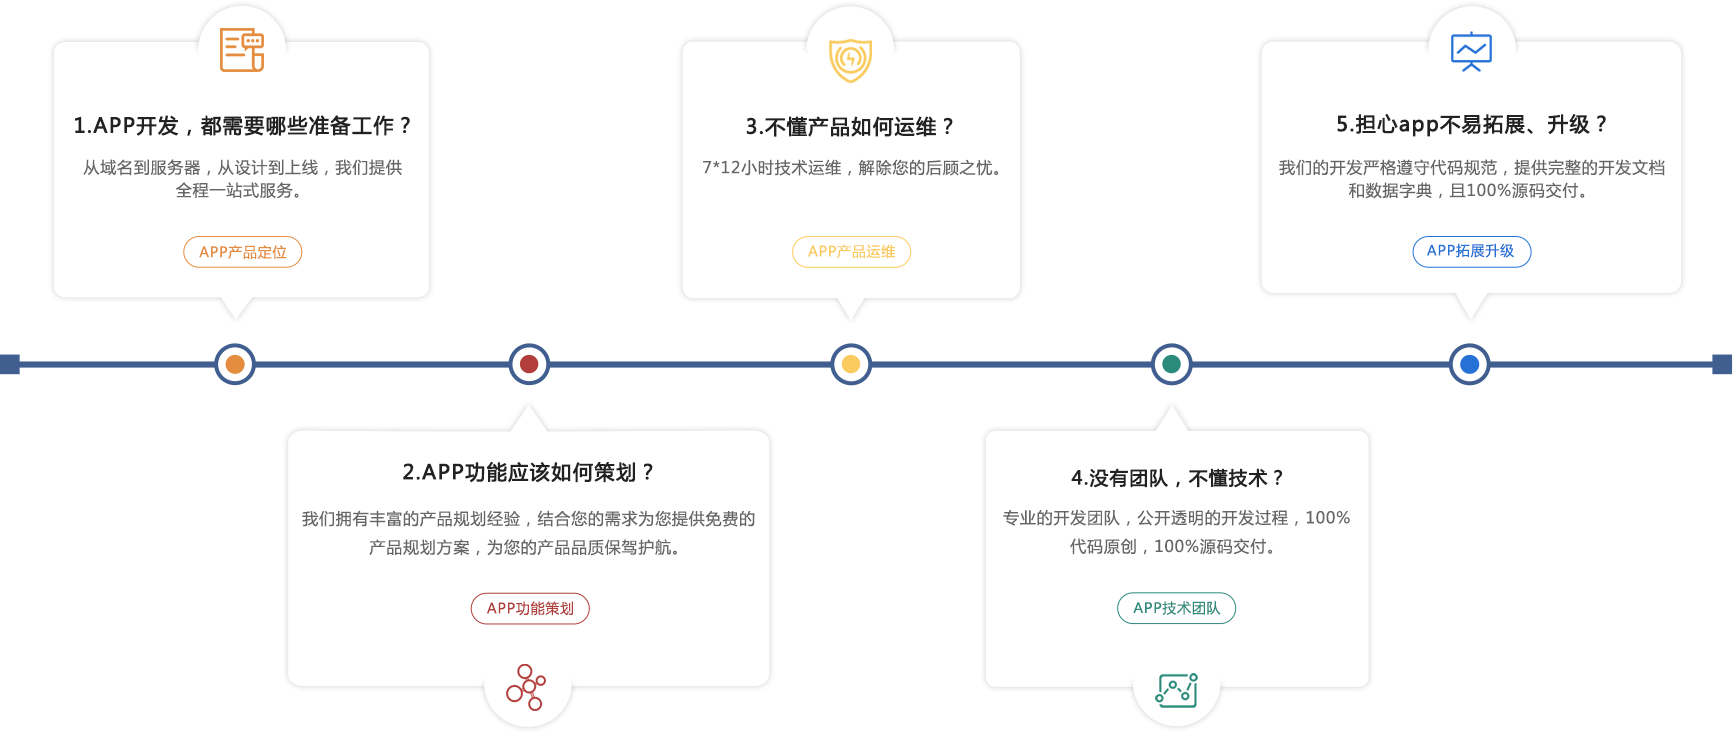 1.APP开发，都需要哪些准备工作？
从域名到服务器，从设计到上线，我们提供
全程一站式服务。
APP产品定位
2.APP功能应该如何策划？
我们拥有丰富的产品规划经验，结合您的需求为您提供免费的
产品规划方案，为您的产品品质保驾护航。
APP功能策划
3.不懂产品如何运维？
7*12小时技术运维，解除您的后顾之忧。
APP产品运维
4.没有团队，不懂技术？
专业的开发团队，公开透明的开发过程，100%
代码原创，100%源码交付。
APP技术团队
5.担心app不易拓展、升级？
我们的开发严格遵守代码规范，提供完整的开发文档
和数据字典，且100%源码交付。
APP拓展升级